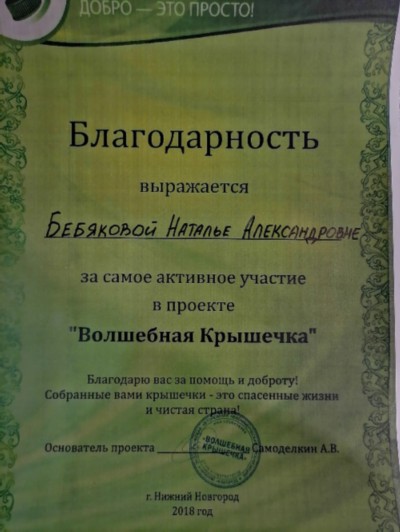 ДОБРО — ЭТО ПРОСТО!
Благодарность
выражается
Бебяковой Наталье Александровне
за самое активное участие
в проекте
"Волшебная Крышечка"
Благодарю вас за помощь и доброту!
Собранные вами крышечки - это спасенные жизни
и чистая страна!
Основатель проекта Самоделкин А.В.
ВОЛШЕБНАЯ
КРЫШЕЧКА
г. Нижний Новгород
2018 год